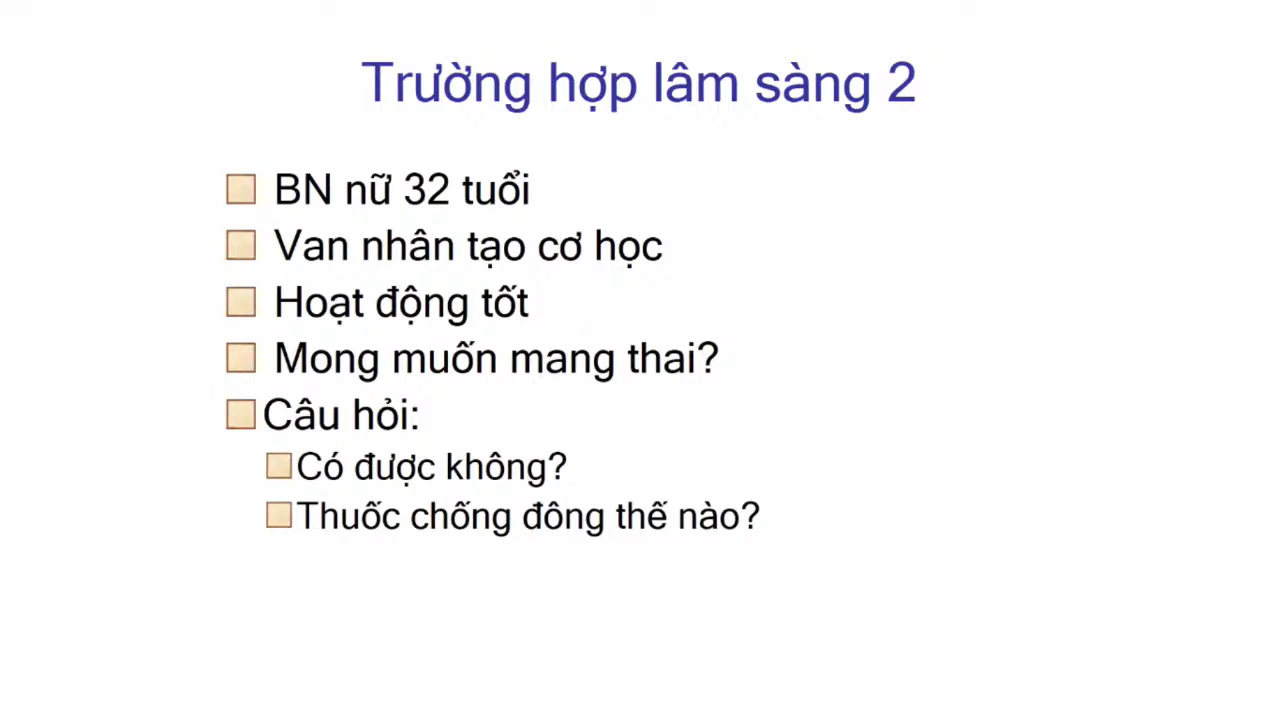 Trường hợp lâm sàng 2
BN nữ 32 tuổi
Van nhân tạo cơ học
Hoạt động tốt
Mong muốn mang thai?
Câu hỏi:
Có được không?
Thuốc chống đông thế nào?